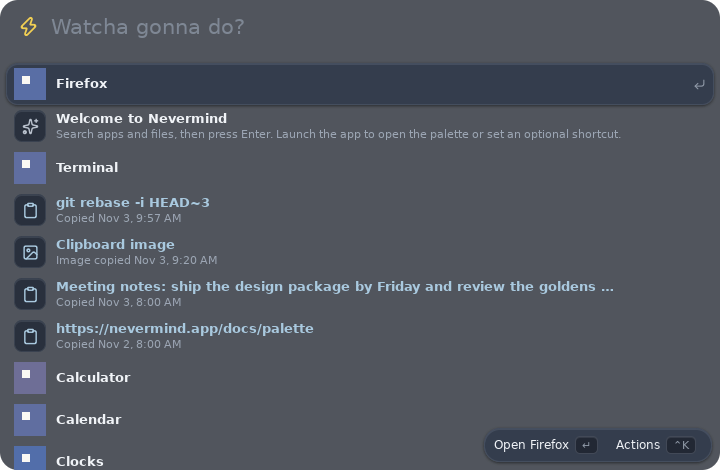 Watcha gonna do?
Firefox ↵
Welcome to Nevermind
Search apps and files, then press Enter. Launch the app to open the palette or set an optional shortcut.
Terminal
git rebase -i HEAD~3
Copied Nov 3, 9:57 AM
Clipboard image
Image copied Nov 3, 9:20 AM
Meeting notes: ship the design package by Friday and review the goldens …
Copied Nov 3, 8:00 AM
https://nevermind.app/docs/palette
Copied Nov 2, 8:00 AM
Calculator
Calendar
Clocks
Open Firefox ↵ Actions ^K